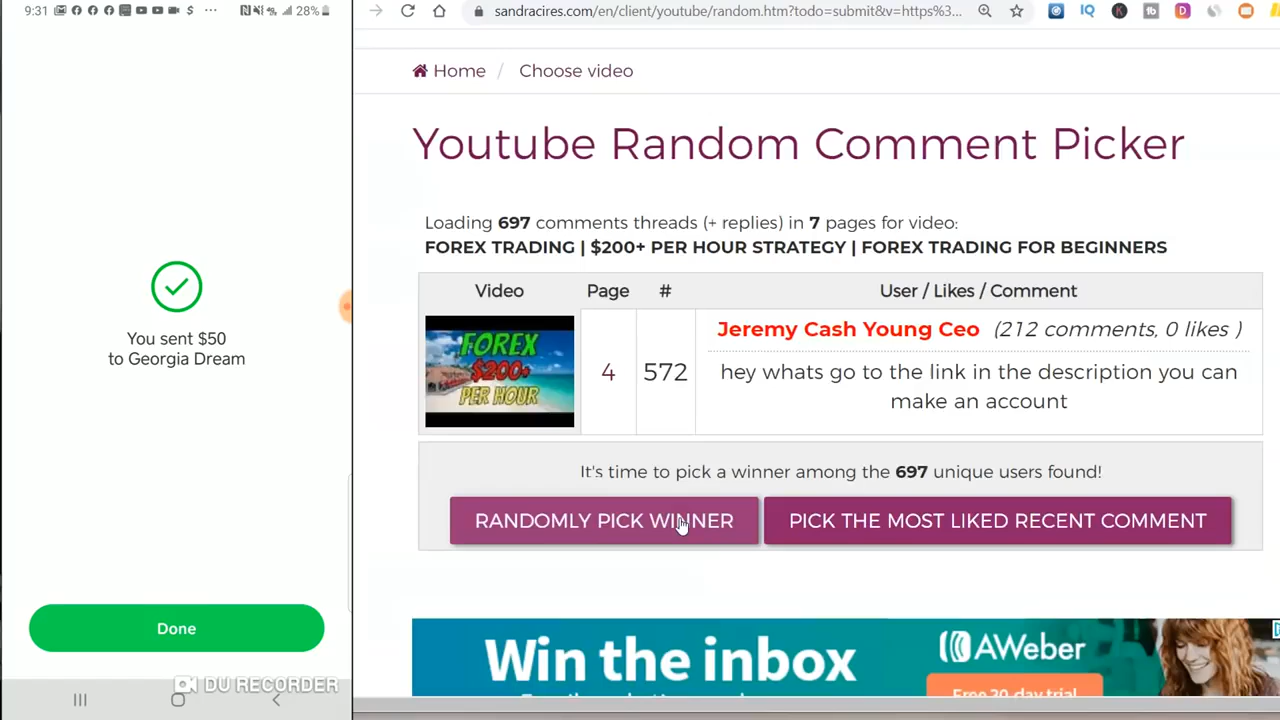 9:31
28%
You sent $50
to Georgia Dream
Done
DU RECORDER
sandracires.com/en/client/youtube/random.htm?todo=submit&v=https%3...
Home / Choose video
Youtube Random Comment Picker
Loading 697 comments threads (+ replies) in 7 pages for video:
FOREX TRADING | $200+ PER HOUR STRATEGY | FOREX TRADING FOR BEGINNERS
Video Page # User / Likes / Comment
FOREX
$200+
PER HOUR
4 572
Jeremy Cash Young Ceo (212 comments, 0 likes )
hey whats go to the link in the description you can
make an account
It's time to pick a winner among the 697 unique users found!
RANDOMLY PICK WINNER PICK THE MOST LIKED RECENT COMMENT
Win the inbox
AWeber
Free 30-day trial